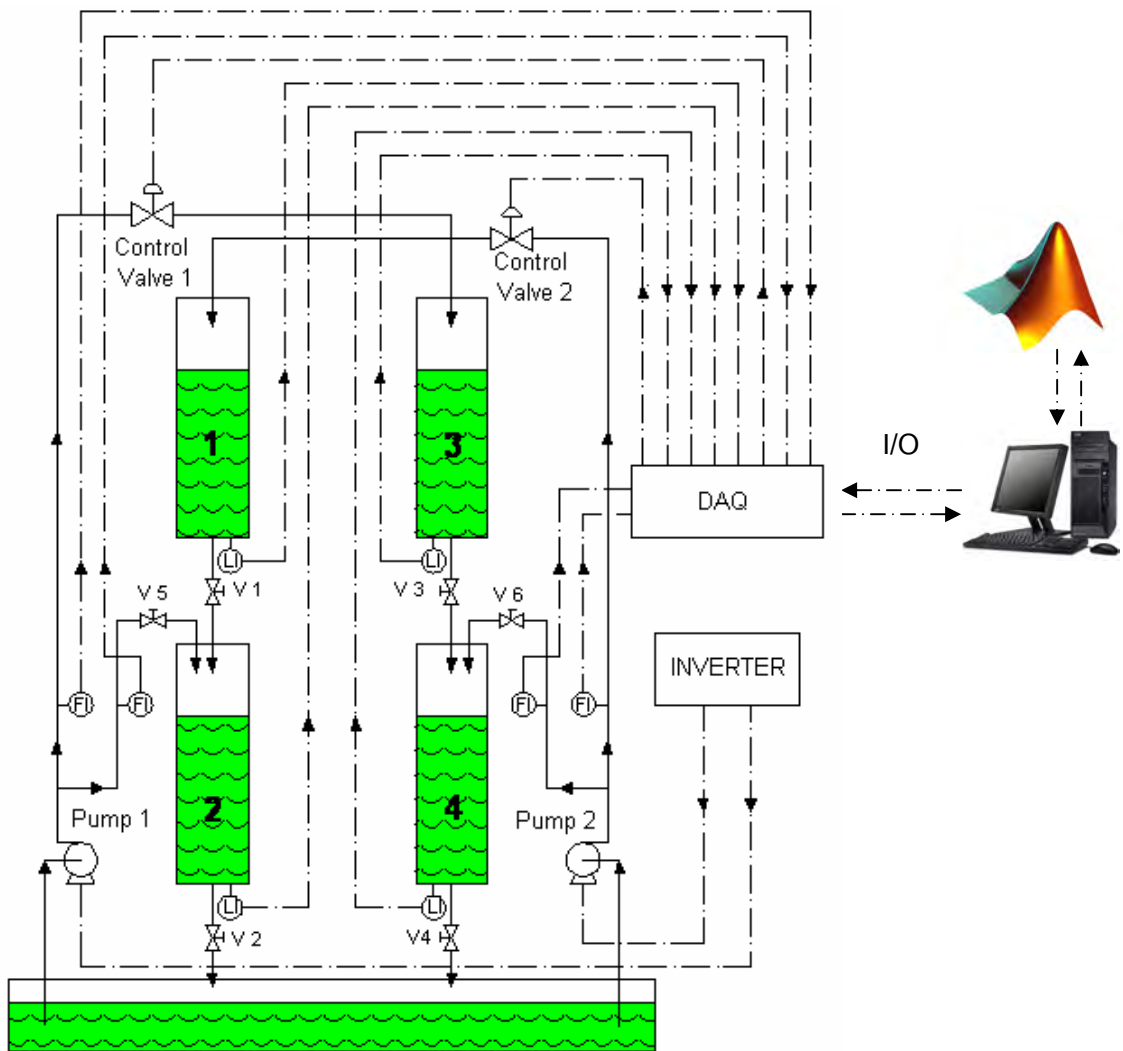 Control
Valve 1
Control
Valve 2
1
3
I/O
DAQ
LI
LI
V 1
V 3
V 5
V 6
INVERTER
FI
FI
FI
FI
2
4
Pump 1
Pump 2
LI
LI
V 2
V4